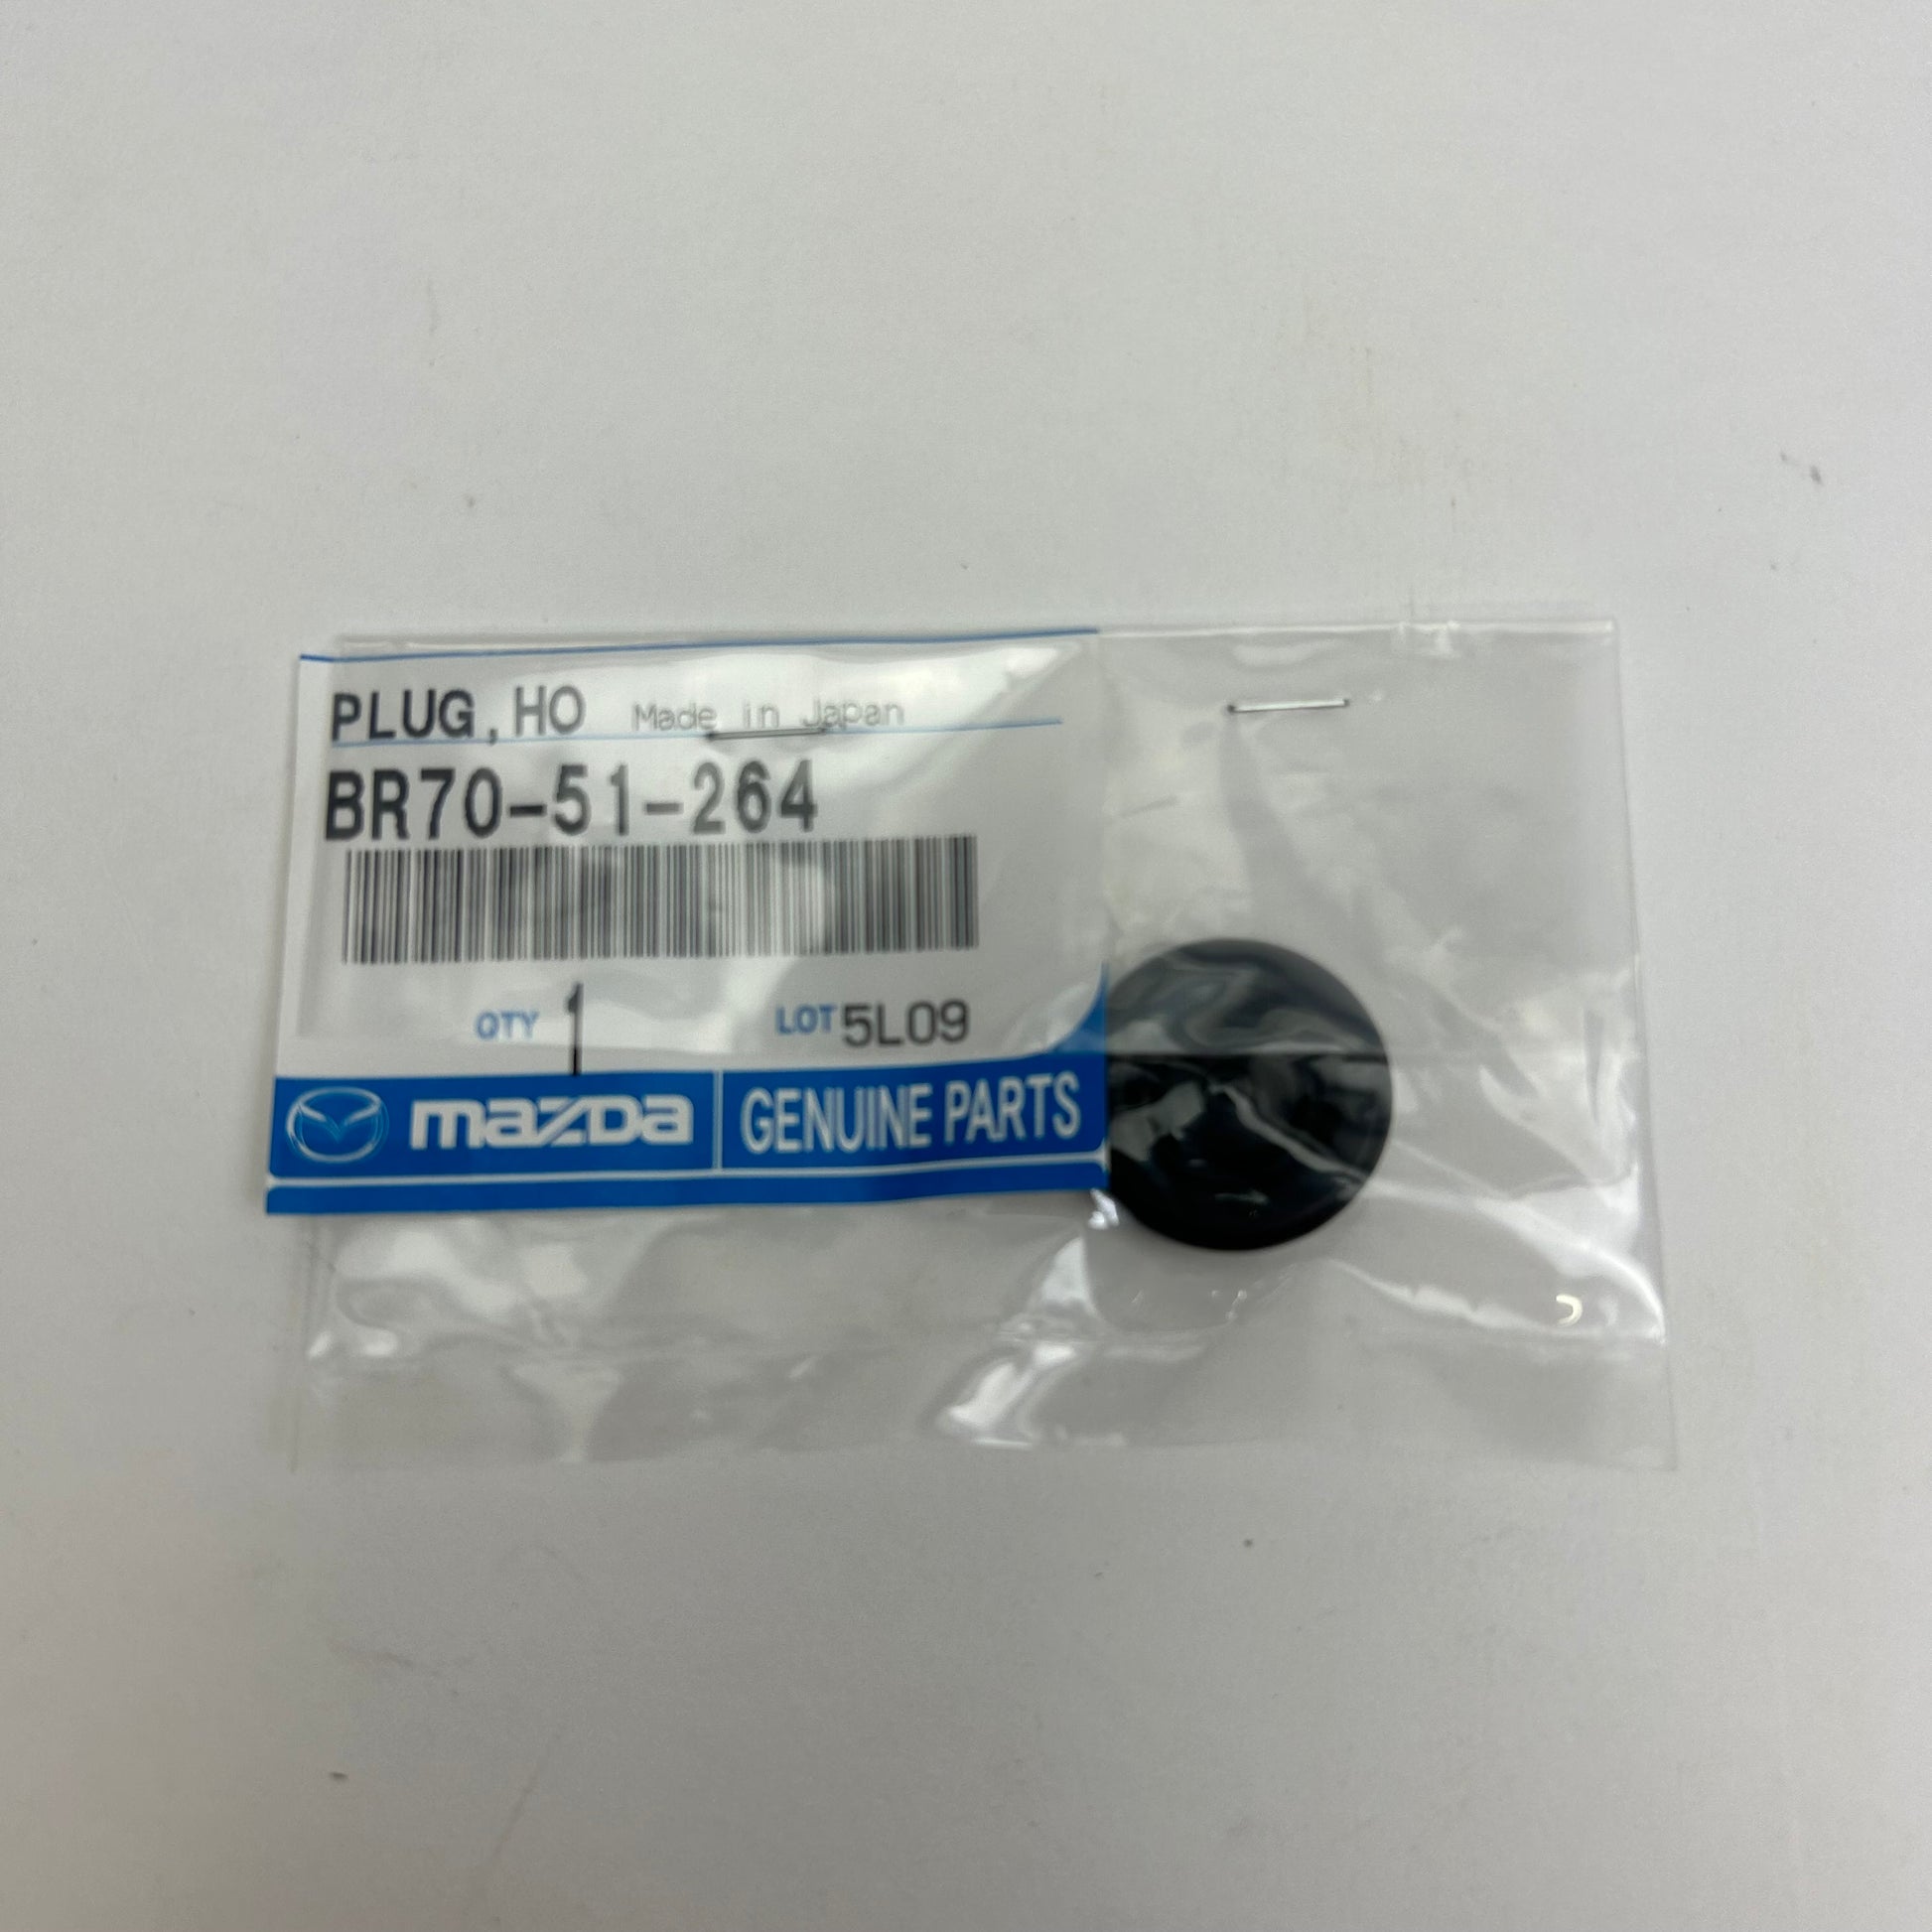 PLUG, HO Made in Japan
BR70-51-264
QTY 1 LOT 5L09
mazda GENUINE PARTS